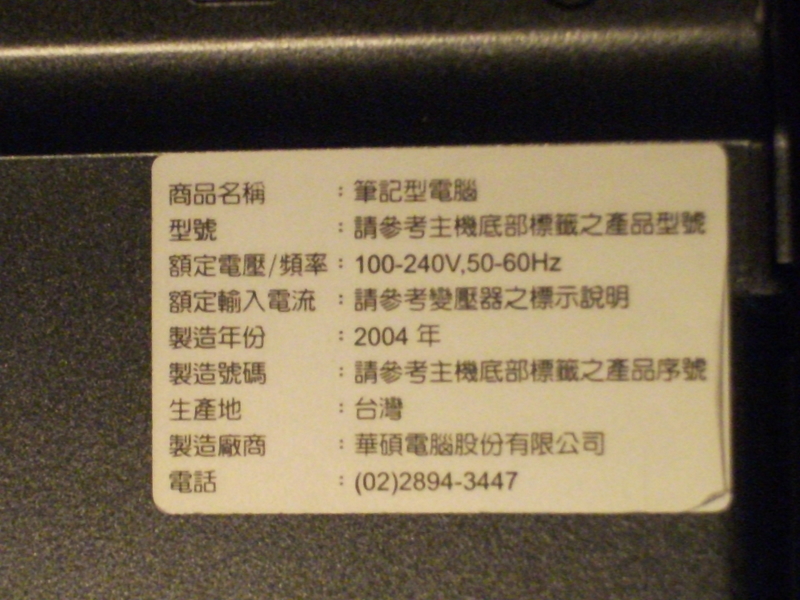 商品名稱 : 筆記型電腦
型號 : 請參考主機底部標籤之產品型號
額定電壓/頻率 : 100-240V,50-60Hz
額定輸入電流 : 請參考變壓器之標示說明
製造年份 : 2004 年
製造號碼 : 請參考主機底部標籤之產品序號
生產地 : 台灣
製造廠商 : 華碩電腦股份有限公司
電話 : (02)2894-3447